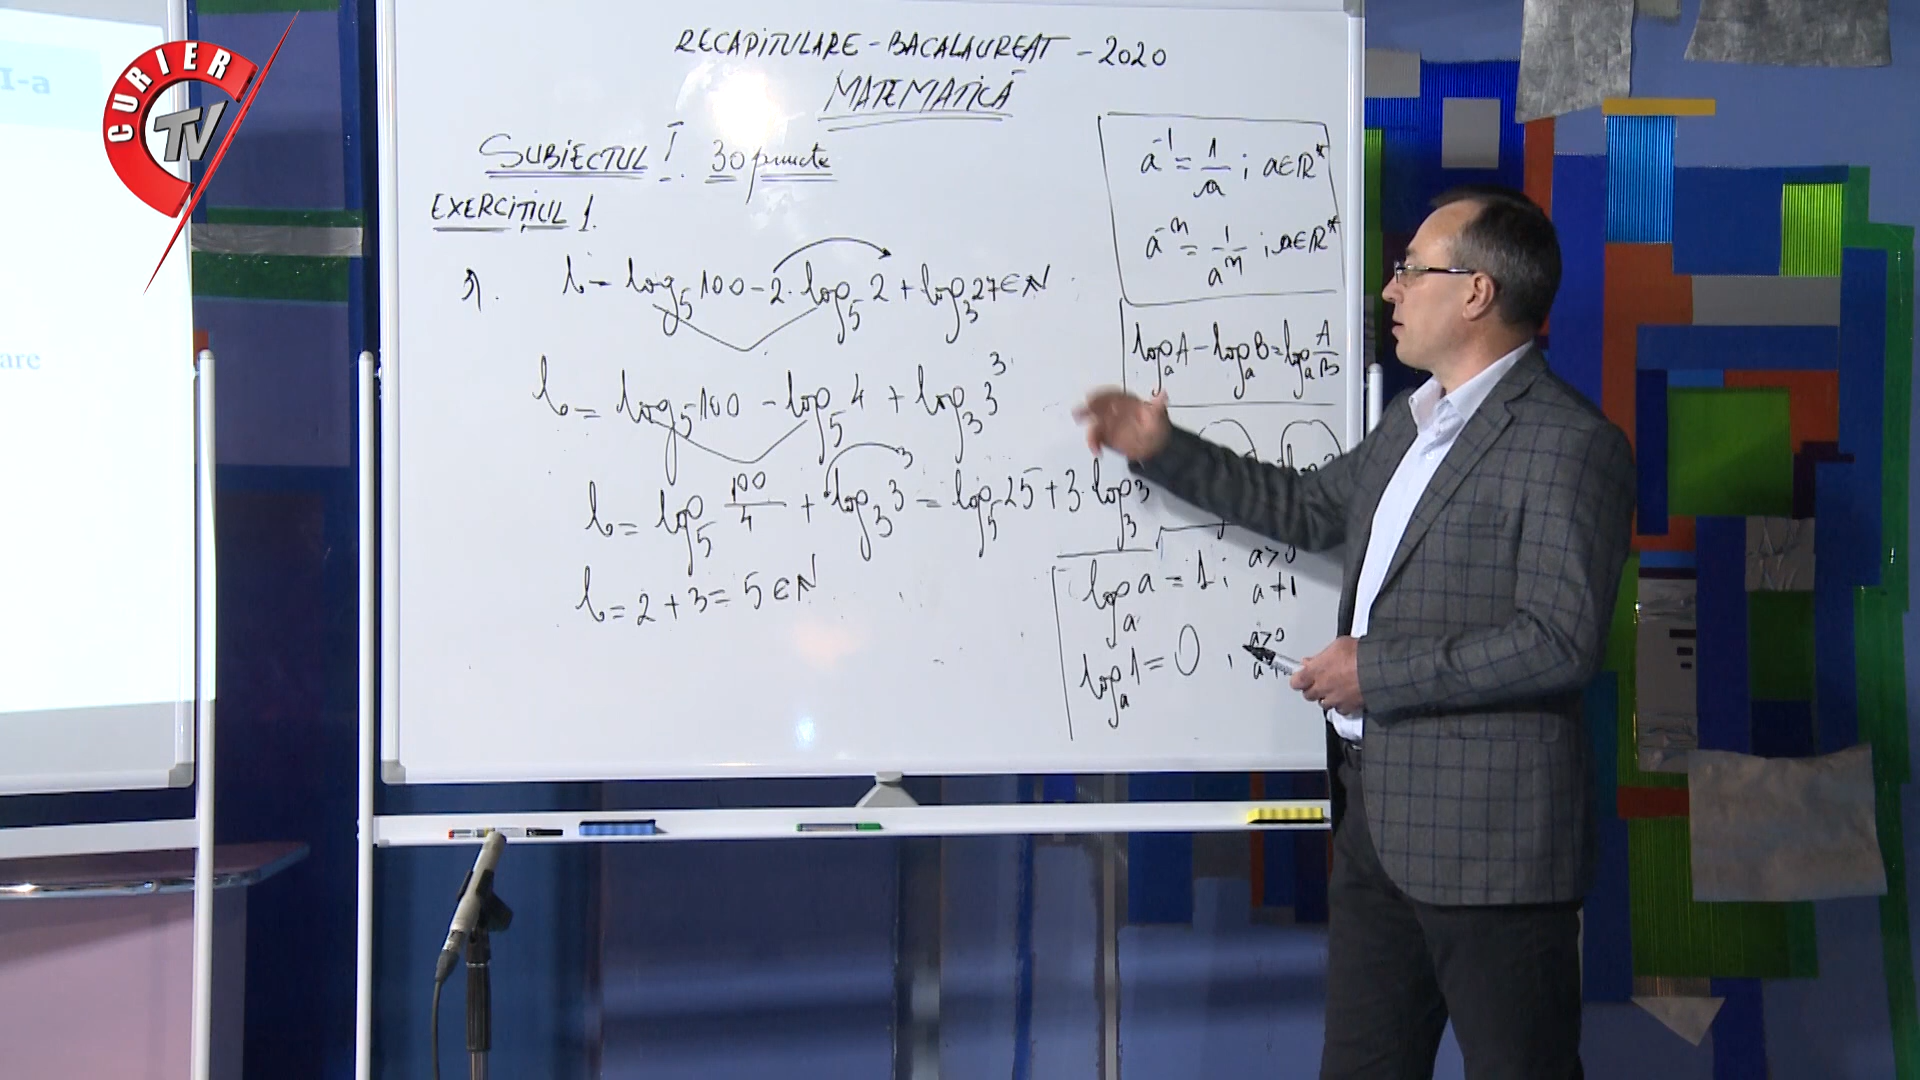 I-a
CURIER
TV
are
RECAPITULARE - BACALAUREAT - 2020
MATEMATICĂ
SUBIECTUL I. 30 puncte
EXERCIȚIUL 1.
b = log₅100 - 2·log₅2 + log₃27 ∈ N
b = log₅100 - log₅4 + log₃3³
b = log₅ 100/4 + log₃3³ = log₅25 + 3·log₃3
b = 2 + 3 = 5 ∈ N
a⁻¹ = 1/a ; a∈R*
a⁻ⁿ = 1/aⁿ ; a∈R*
logₐA - logₐB = logₐ A/B
logₐa = 1 ; a>0
a≠1
logₐ1 = 0 , a>0